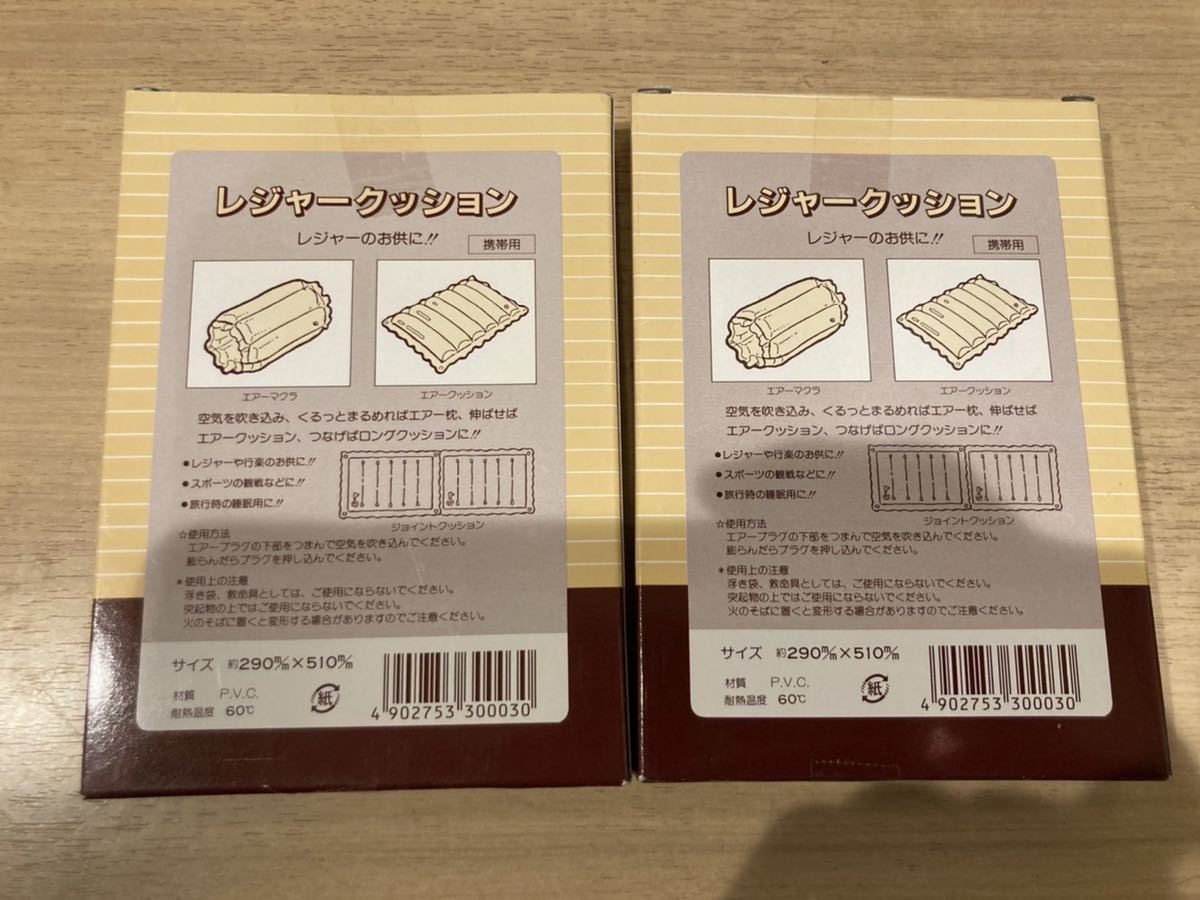 レジャークッション
レジャーのお供に!!
携帯用
エアーマクラ
エアークッション
空気を吹き込み、くるっとまるめればエアー枕、伸ばせば
エアークッション、つなげばロングクッションに!!
●レジャーや行楽のお供に!!
●スポーツの観戦などに!!
●旅行時の睡眠用に!!
ジョイントクッション
☆使用方法
エアープラグの下部をつまんで空気を吹き込んでください。
膨らんだらプラグを押し込んでください。
*使用上の注意
浮き袋、救命具としては、ご使用にならないでください。
突起物の上ではご使用にならないでください。
火のそばに置くと変形する場合がありますのでご注意ください。
サイズ 約290m/m×510m/m
材質 P.V.C.
耐熱温度 60℃
紙
4 902753 300030
レジャークッション
レジャーのお供に!!
携帯用
エアーマクラ
エアークッション
空気を吹き込み、くるっとまるめればエアー枕、伸ばせば
エアークッション、つなげばロングクッションに!!
●レジャーや行楽のお供に!!
●スポーツの観戦などに!!
●旅行時の睡眠用に!!
ジョイントクッション
☆使用方法
エアープラグの下部をつまんで空気を吹き込んでください。
膨らんだらプラグを押し込んでください。
*使用上の注意
浮き袋、救命具としては、ご使用にならないでください。
突起物の上ではご使用にならないでください。
火のそばに置くと変形する場合がありますのでご注意ください。
サイズ 約290m/m×510m/m
材質 P.V.C.
耐熱温度 60℃
紙
4 902753 300030